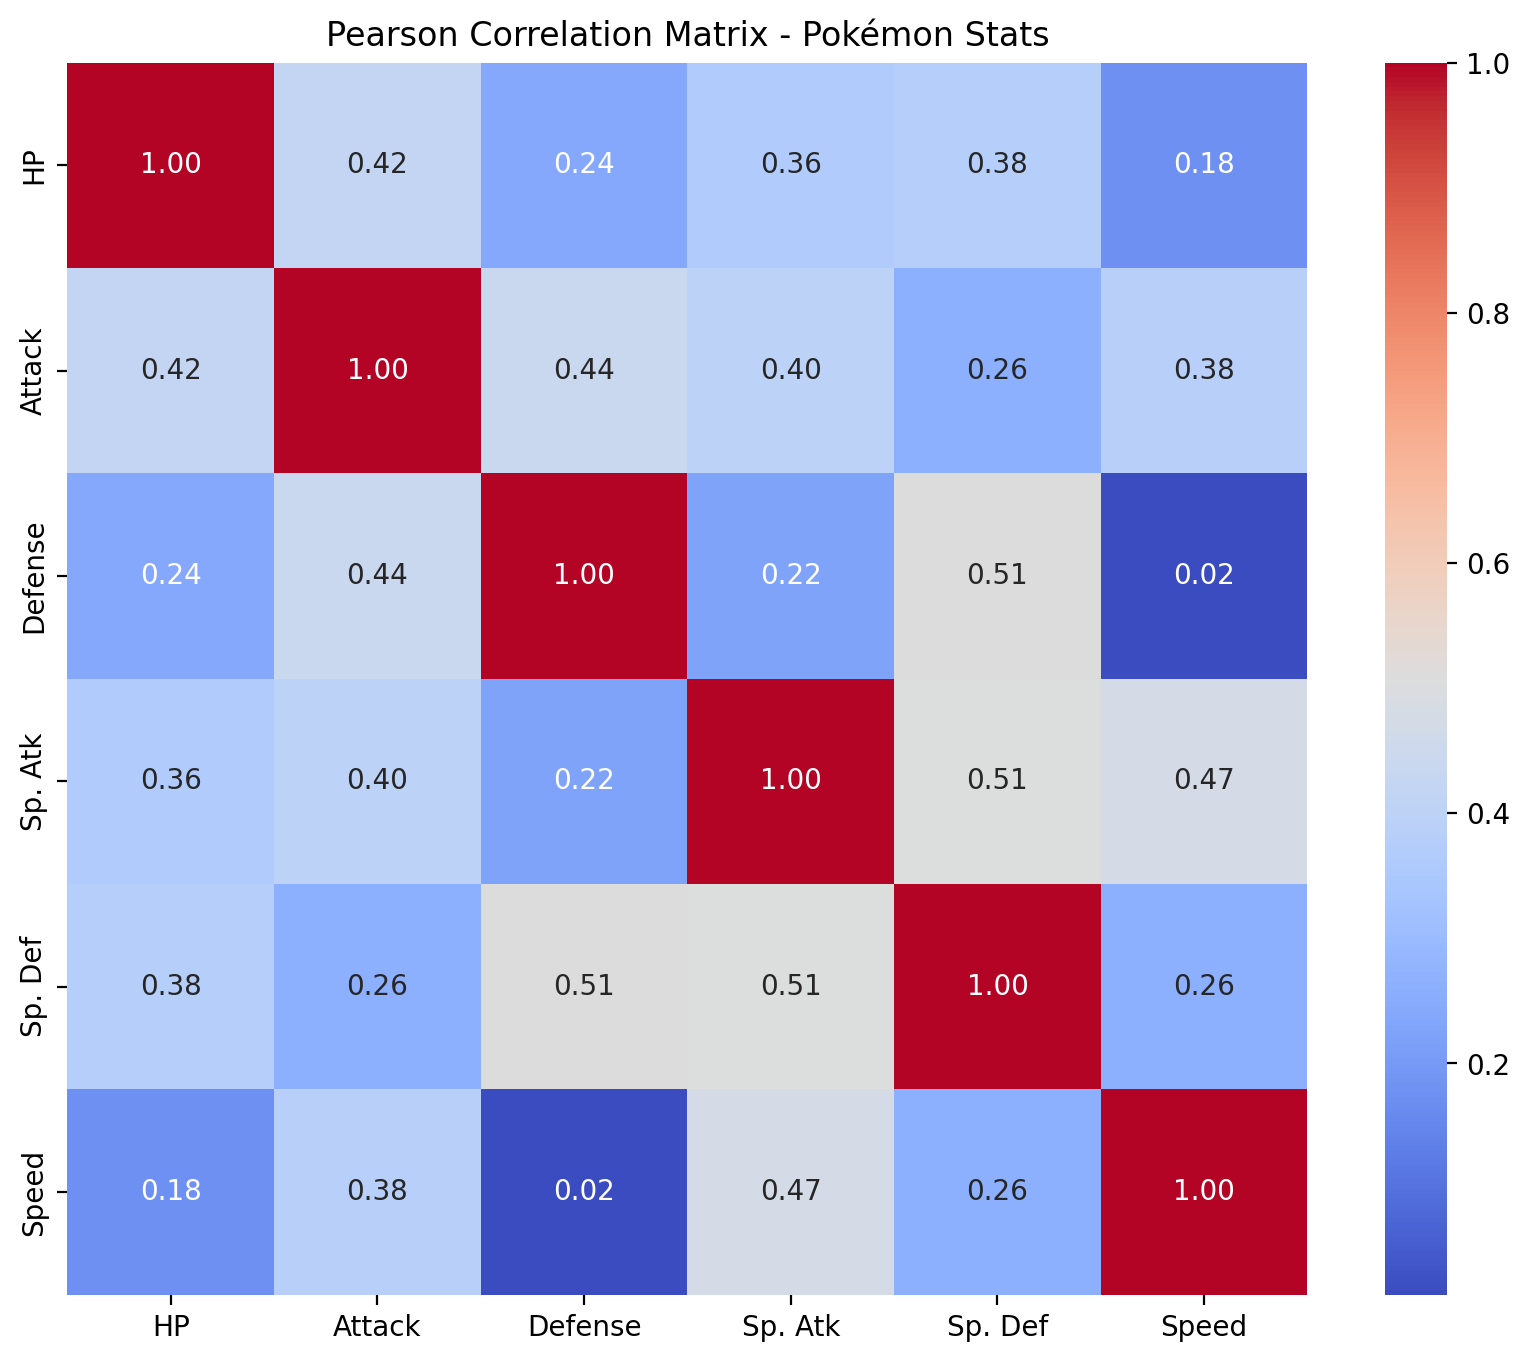 Pearson Correlation Matrix - Pokémon Stats
HP 1.00 0.42 0.24 0.36 0.38 0.18
Attack 0.42 1.00 0.44 0.40 0.26 0.38
Defense 0.24 0.44 1.00 0.22 0.51 0.02
Sp. Atk 0.36 0.40 0.22 1.00 0.51 0.47
Sp. Def 0.38 0.26 0.51 0.51 1.00 0.26
Speed 0.18 0.38 0.02 0.47 0.26 1.00
HP Attack Defense Sp. Atk Sp. Def Speed
1.0
0.8
0.6
0.4
0.2